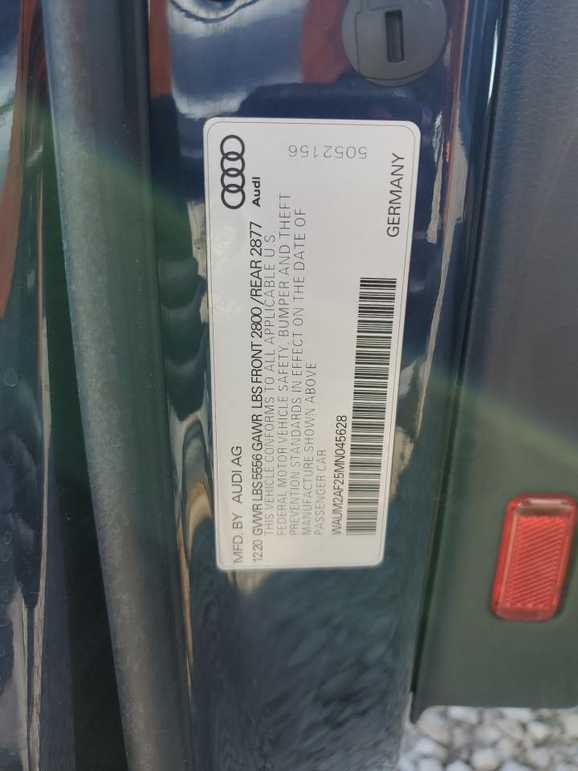 MFD. BY AUDI AG
Audi
12.20 GVWR LBS 5556 GAWR LBS FRONT 2800 / REAR 2877
THIS VEHICLE CONFORMS TO ALL APPLICABLE U.S.
FEDERAL MOTOR VEHICLE SAFETY, BUMPER AND THEFT
PREVENTION STANDARDS IN EFFECT ON THE DATE OF
MANUFACTURE SHOWN ABOVE
PASSENGER CAR
WAUM2AF25MN045628
5052156
GERMANY